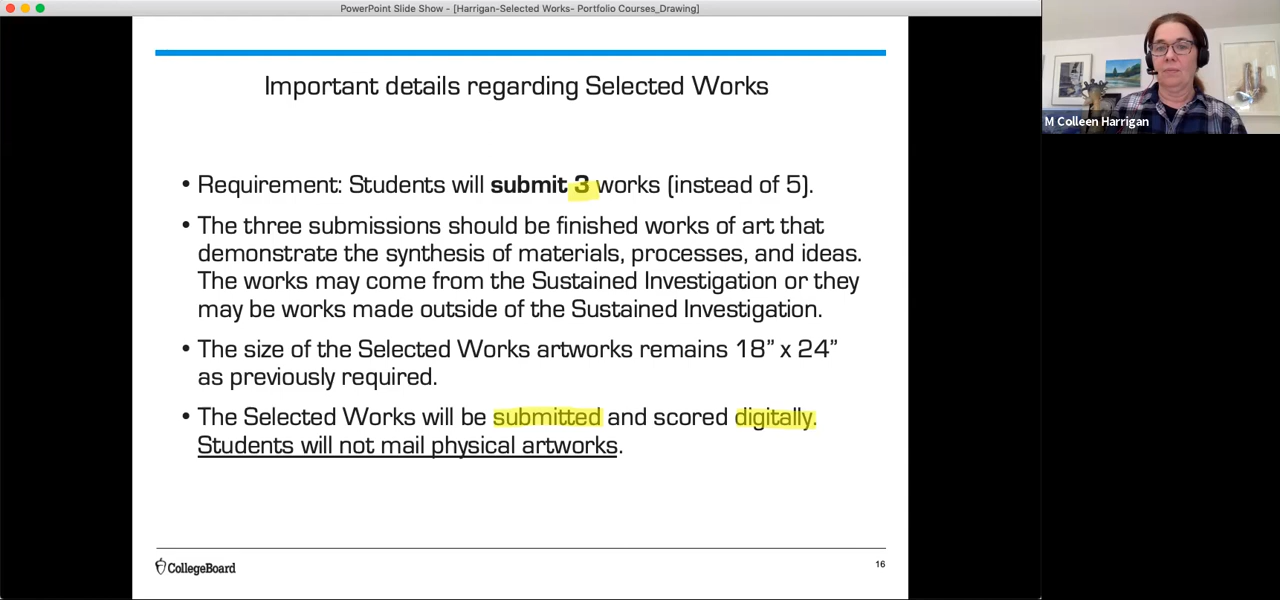 PowerPoint Slide Show - [Harrigan-Selected Works- Portfolio Courses_Drawing]
Important details regarding Selected Works
• Requirement: Students will submit 3 works (instead of 5).
• The three submissions should be finished works of art that
demonstrate the synthesis of materials, processes, and ideas.
The works may come from the Sustained Investigation or they
may be works made outside of the Sustained Investigation.
• The size of the Selected Works artworks remains 18” x 24”
as previously required.
• The Selected Works will be submitted and scored digitally.
Students will not mail physical artworks.
CollegeBoard
16
M Colleen Harrigan